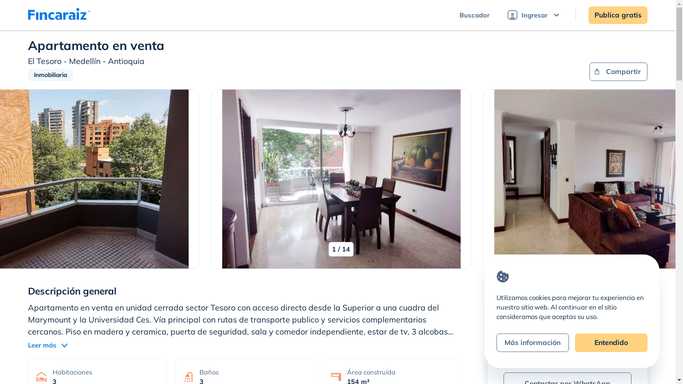 Fincaraiz
Buscador
Ingresar
Publica gratis
Apartamento en venta
El Tesoro - Medellín - Antioquia
Inmobiliaria
Compartir
1 / 14
Descripción general
Apartamento en venta en unidad cerrada sector Tesoro con acceso directo desde la Superior a una cuadra del
Marymount y la Universidad Ces. Vía principal con rutas de transporte publico y servicios complementarios
cercanos. Piso en madera y ceramica, puerta de seguridad, sala y comedor independiente, estar de tv, 3 alcobas...
Leer más
Habitaciones
3
Baños
3
Área construida
154 m²
Utilizamos cookies para mejorar tu experiencia en
nuestro sitio web. Al continuar en el sitio
consideramos que aceptas su uso.
Más información
Entendido
Contactar por WhatsApp